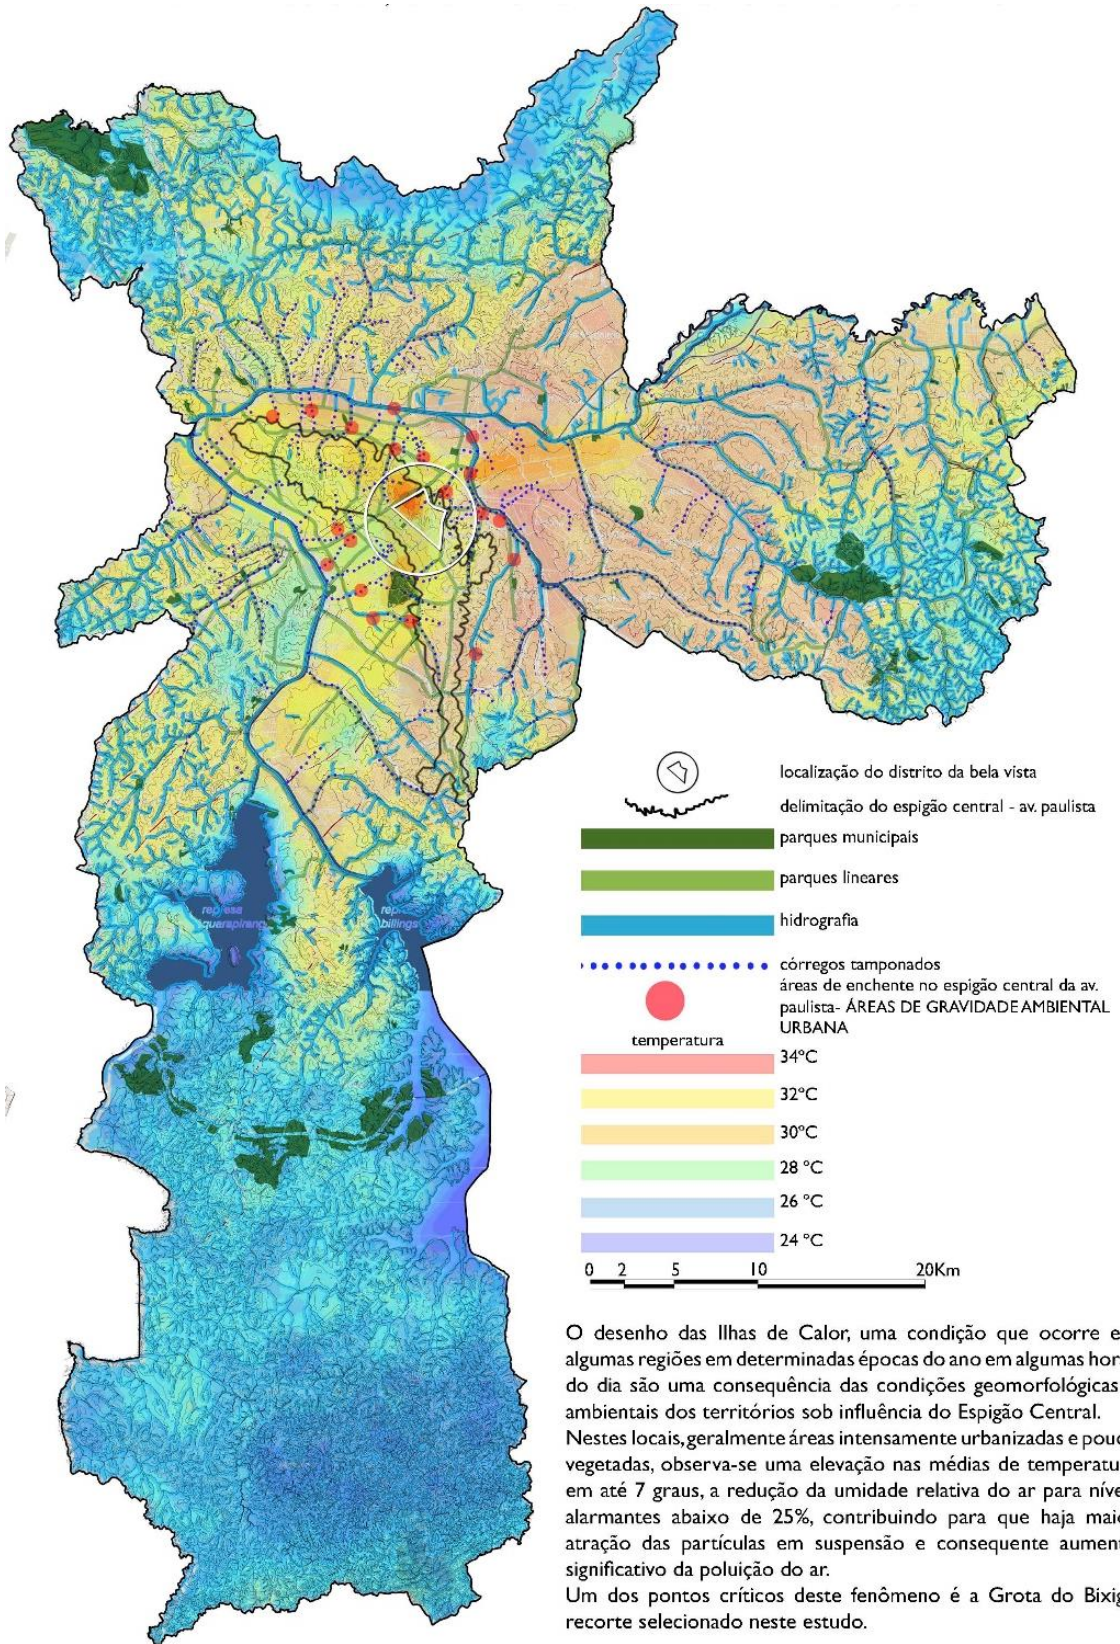 represa
guarapiranga
billings
localização do distrito da bela vista
delimitação do espigão central - av. paulista
parques municipais
parques lineares
hidrografia
córregos tamponados
áreas de enchente no espigão central da av.
paulista- ÁREAS DE GRAVIDADE AMBIENTAL
URBANA
temperatura
34°C
32°C
30°C
28 °C
26 °C
24 °C
0 2 5 10 20Km
O desenho das Ilhas de Calor, uma condição que ocorre e
algumas regiões em determinadas épocas do ano em algumas hor
do dia são uma consequência das condições geomorfológicas
ambientais dos territórios sob influência do Espigão Central.
Nestes locais, geralmente áreas intensamente urbanizadas e pouc
vegetadas, observa-se uma elevação nas médias de temperatu
em até 7 graus, a redução da umidade relativa do ar para níve
alarmantes abaixo de 25%, contribuindo para que haja maio
atração das partículas em suspensão e consequente aument
significativo da poluição do ar.
Um dos pontos críticos deste fenômeno é a Grota do Bixig
recorte selecionado neste estudo.